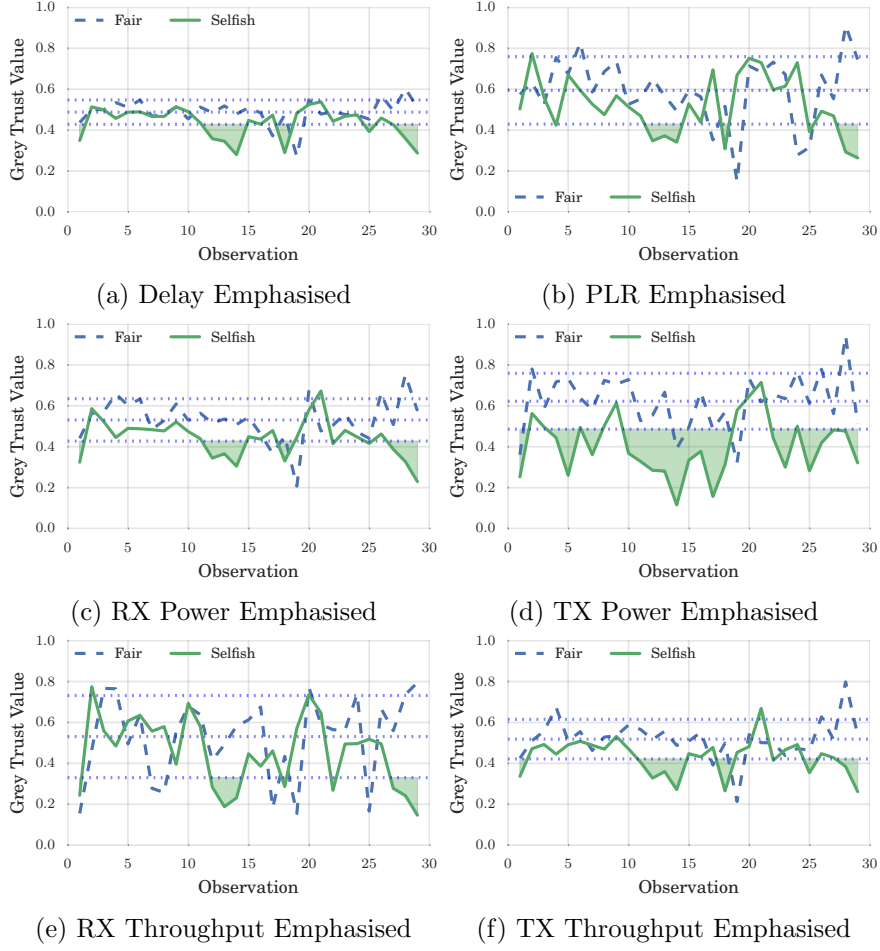 Fair Selfish
Grey Trust Value
1.0
0.8
0.6
0.4
0.2
0.0
0 5 10 15 20 25 30
Observation
(a) Delay Emphasised
Grey Trust Value
1.0
0.8
0.6
0.4
0.2
0.0
Fair Selfish
0 5 10 15 20 25 30
Observation
(b) PLR Emphasised
Fair Selfish
Grey Trust Value
1.0
0.8
0.6
0.4
0.2
0.0
0 5 10 15 20 25 30
Observation
(c) RX Power Emphasised
Fair Selfish
Grey Trust Value
1.0
0.8
0.6
0.4
0.2
0.0
0 5 10 15 20 25 30
Observation
(d) TX Power Emphasised
Fair Selfish
Grey Trust Value
1.0
0.8
0.6
0.4
0.2
0.0
0 5 10 15 20 25 30
Observation
(e) RX Throughput Emphasised
Fair Selfish
Grey Trust Value
1.0
0.8
0.6
0.4
0.2
0.0
0 5 10 15 20 25 30
Observation
(f) TX Throughput Emphasised